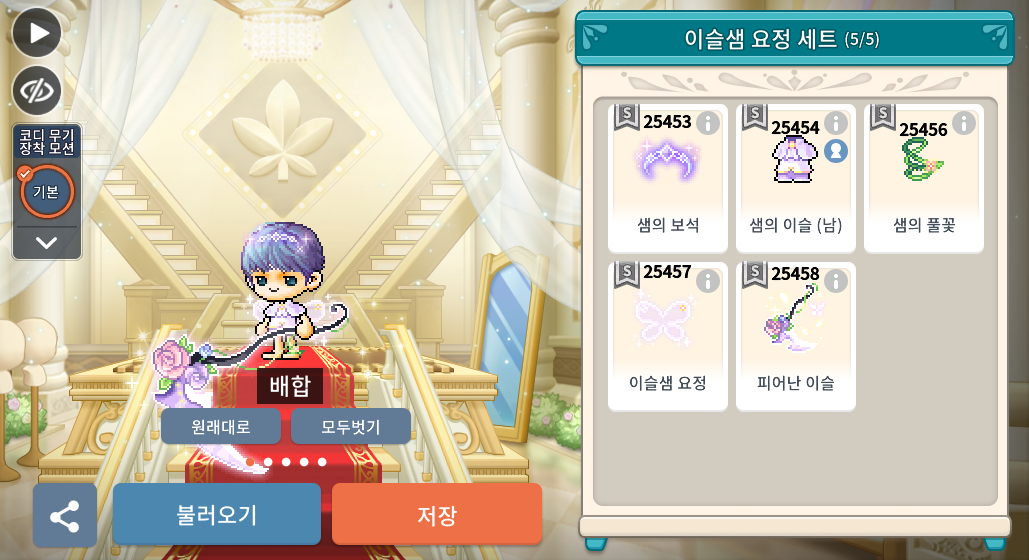 코디 무기
장착 모션
기본
배합
원래대로
모두벗기
불러오기
저장
이슬샘 요정 세트 (5/5)
S 25453
샘의 보석
S 25454
샘의 이슬 (남)
S 25456
샘의 풀꽃
S 25457
이슬샘 요정
S 25458
피어난 이슬